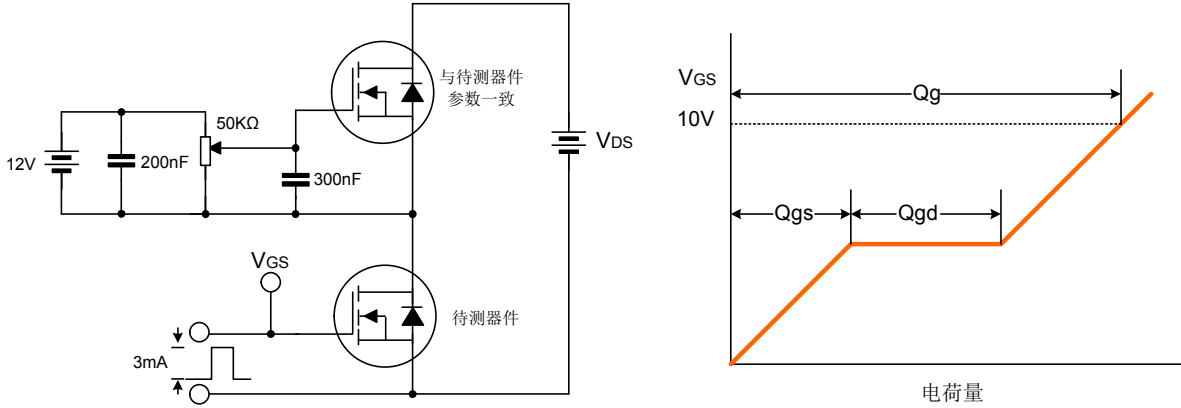 12V
200nF
50KΩ
300nF
与待测器件
参数一致
VDS
VGS
3mA
待测器件
VGS
10V
Qg
Qgs
Qgd
电荷量